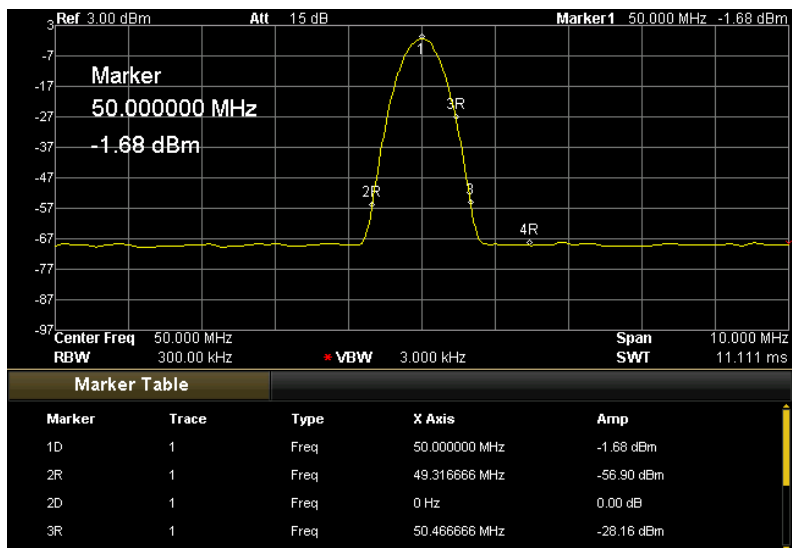 Ref 3.00 dBm Att 15 dB Marker1 50.000 MHz -1.68 dBm
3
-7
-17
-27
-37
-47
-57
-67
-77
-87
-97
Marker
50.000000 MHz
-1.68 dBm
1
3R
2R
3
4R
Center Freq 50.000 MHz Span 10.000 MHz
RBW 300.00 kHz * VBW 3.000 kHz SWT 11.111 ms
Marker Table
Marker Trace Type X Axis Amp
1D 1 Freq 50.000000 MHz -1.68 dBm
2R 1 Freq 49.316666 MHz -56.90 dBm
2D 1 Freq 0 Hz 0.00 dB
3R 1 Freq 50.466666 MHz -28.16 dBm